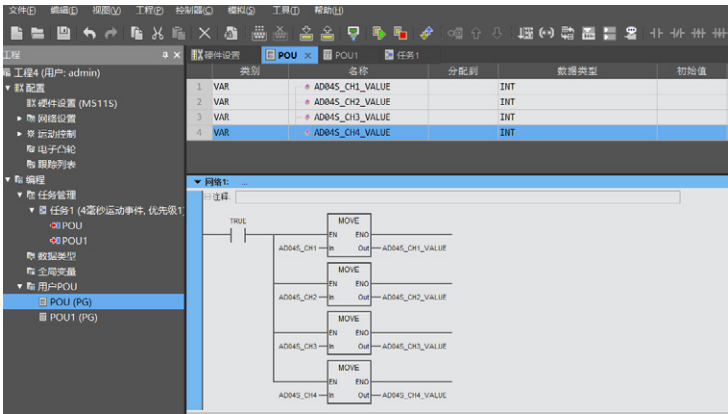 文件(F) 编辑(E) 视图(V) 工程(P) 控制器(C) 模拟(S) 工具(T) 帮助(H)
工程
工程4 (用户: admin)
配置
硬件设置 (M511S)
网络设置
运动控制
电子凸轮
跟踪列表
编程
任务管理
任务1 (4毫秒运动事件, 优先级1)
POU
POU1
数据类型
全局变量
用户POU
POU (PG)
POU1 (PG)
硬件设置 POU × POU1 任务1
类别 名称 分配到 数据类型 初始值
1 VAR AD04S_CH1_VALUE INT
2 VAR AD04S_CH2_VALUE INT
3 VAR AD04S_CH3_VALUE INT
4 VAR AD04S_CH4_VALUE INT
网络1: ...
注释:
TRUE
MOVE
EN ENO
AD04S_CH1 In Out AD04S_CH1_VALUE
MOVE
EN ENO
AD04S_CH2 In Out AD04S_CH2_VALUE
MOVE
EN ENO
AD04S_CH3 In Out AD04S_CH3_VALUE
MOVE
EN ENO
AD04S_CH4 In Out AD04S_CH4_VALUE